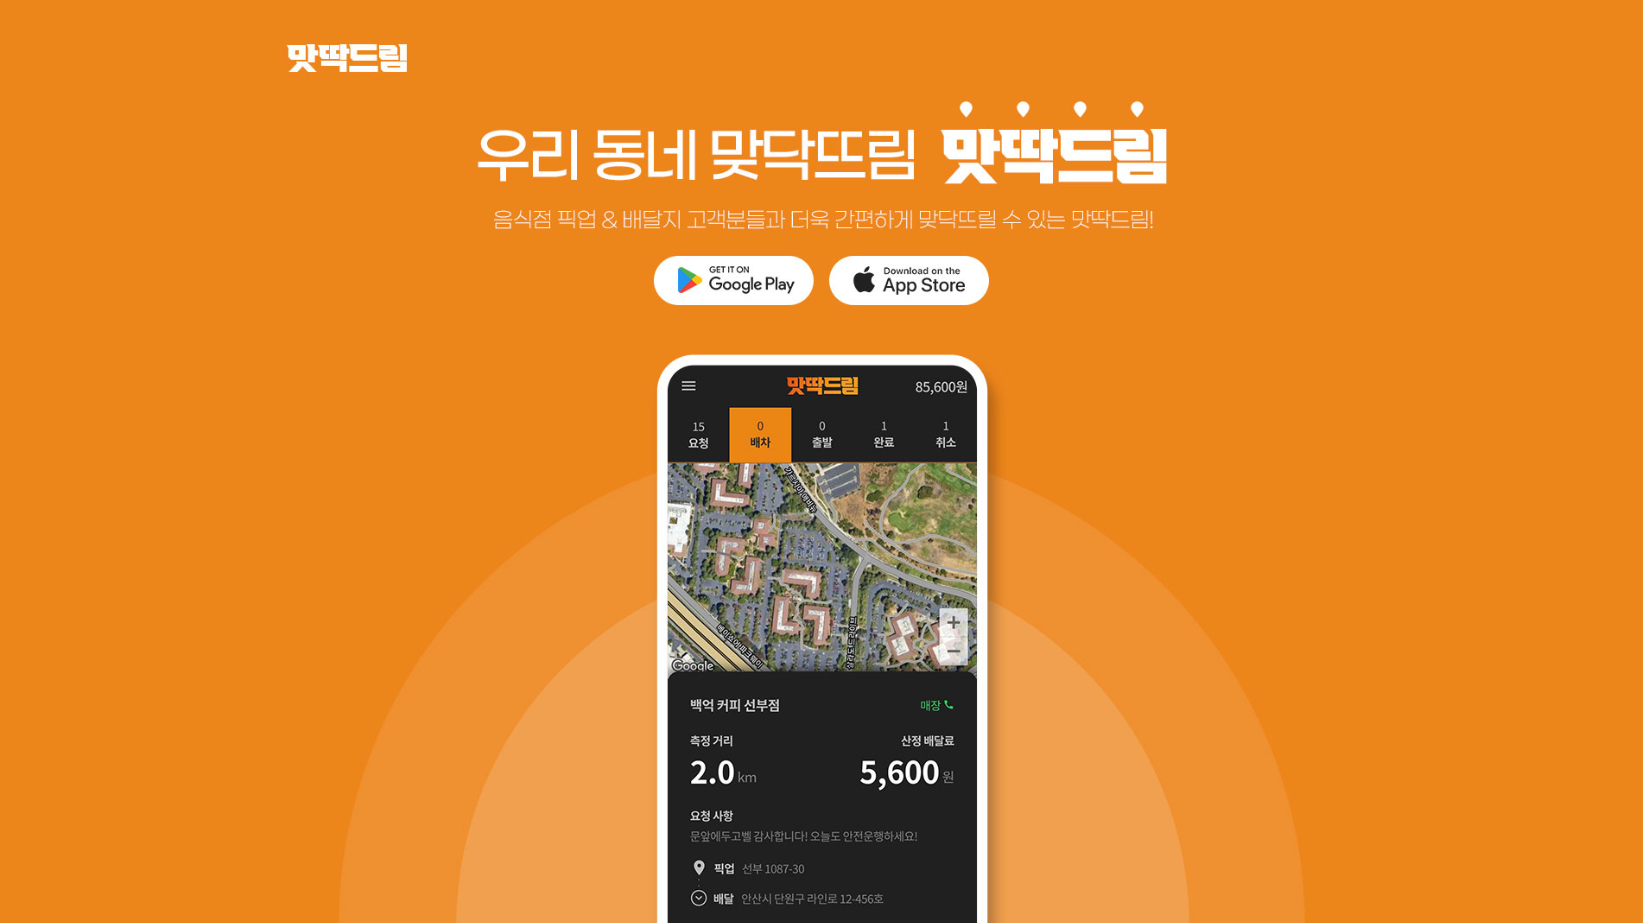 맛딱드림
우리 동네 맞닥뜨림 맛딱드림
음식점 픽업 & 배달지 고객분들과 더욱 간편하게 맞닥뜨릴 수 있는 맛딱드림!
GET IT ON
Google Play
Download on the
App Store
맛딱드림 85,600원
15 0 0 1 1
요청 배차 출발 완료 취소
Google
백억 커피 선부점 매장
측정 거리 산정 배달료
2.0 km 5,600 원
요청 사항
문앞에두고벨 감사합니다! 오늘도 안전운행하세요!
픽업 선부 1087-30
배달 안산시 단원구 라인로 12-456호